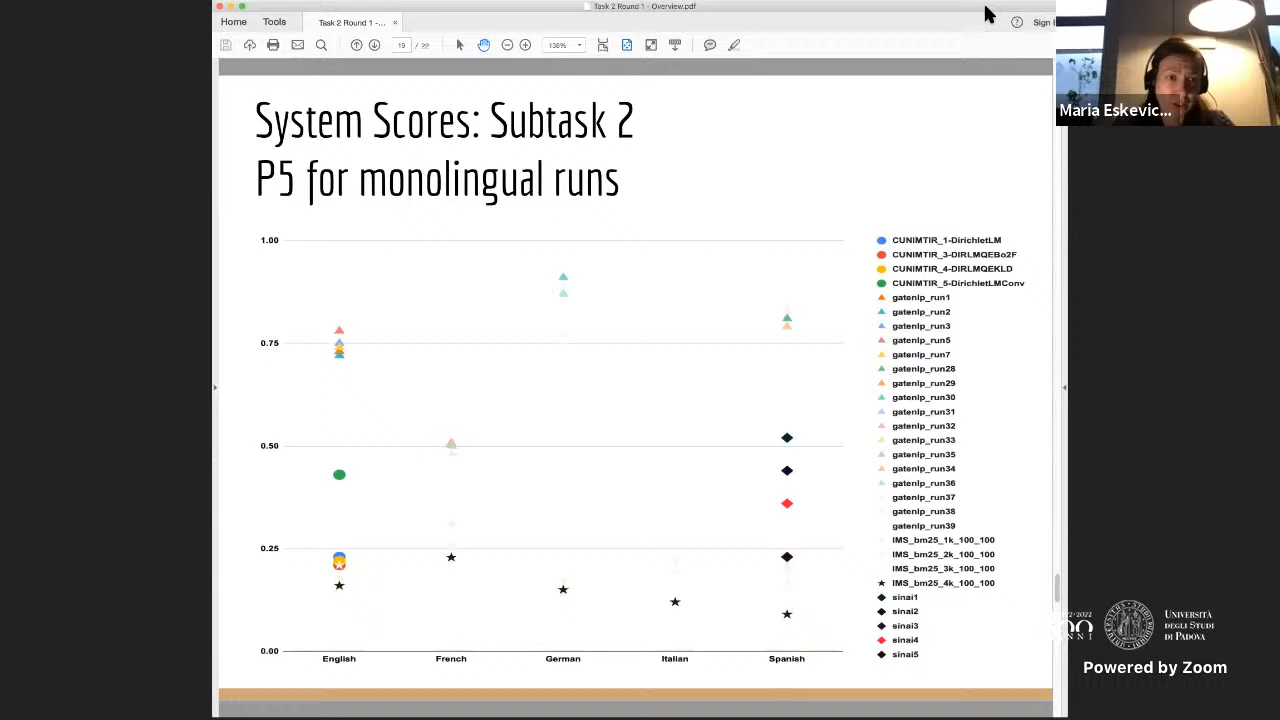 Task 2 Round 1 - Overview.pdf
Home Tools Task 2 Round 1 -... ×
? Sign I
19 / 22 136%
Maria Eskevic...
System Scores: Subtask 2
P5 for monolingual runs
1.00
0.75
0.50
0.25
0.00
English French German Italian Spanish
CUNIMTIR_1-DirichletLM
CUNIMTIR_3-DIRLMQEBo2F
CUNIMTIR_4-DIRLMQEKLD
CUNIMTIR_5-DirichletLMConv
gatenlp_run1
gatenlp_run2
gatenlp_run3
gatenlp_run5
gatenlp_run7
gatenlp_run28
gatenlp_run29
gatenlp_run30
gatenlp_run31
gatenlp_run32
gatenlp_run33
gatenlp_run35
gatenlp_run34
gatenlp_run36
gatenlp_run37
gatenlp_run38
gatenlp_run39
IMS_bm25_1k_100_100
IMS_bm25_2k_100_100
IMS_bm25_3k_100_100
IMS_bm25_4k_100_100
sinai1
sinai2
sinai3
sinai4
sinai5
UNIVERSITÀ
DEGLI STUDI
DI PADOVA
Powered by Zoom